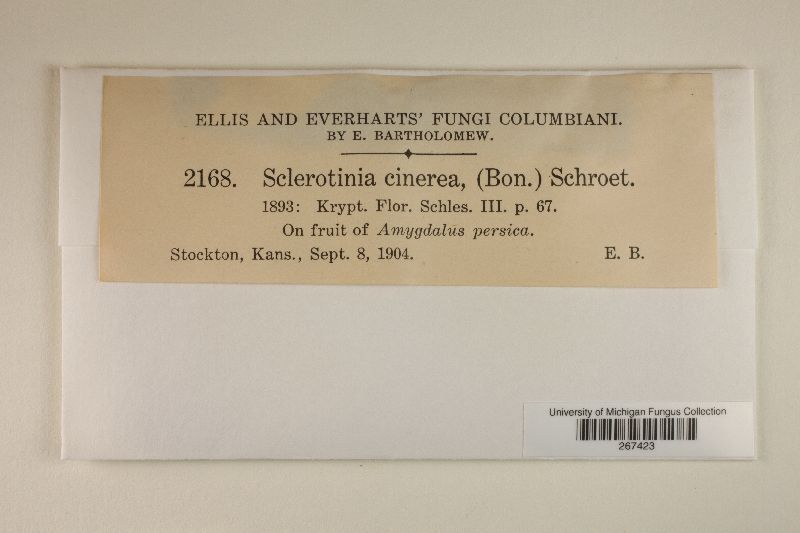 ELLIS AND EVERHARTS' FUNGI COLUMBIANI.
BY E. BARTHOLOMEW.
2168. Sclerotinia cinerea, (Bon.) Schroet.
1893: Krypt. Flor. Schles. III. p. 67.
On fruit of Amygdalus persica.
Stockton, Kans., Sept. 8, 1904. E. B.
University of Michigan Fungus Collection
267423